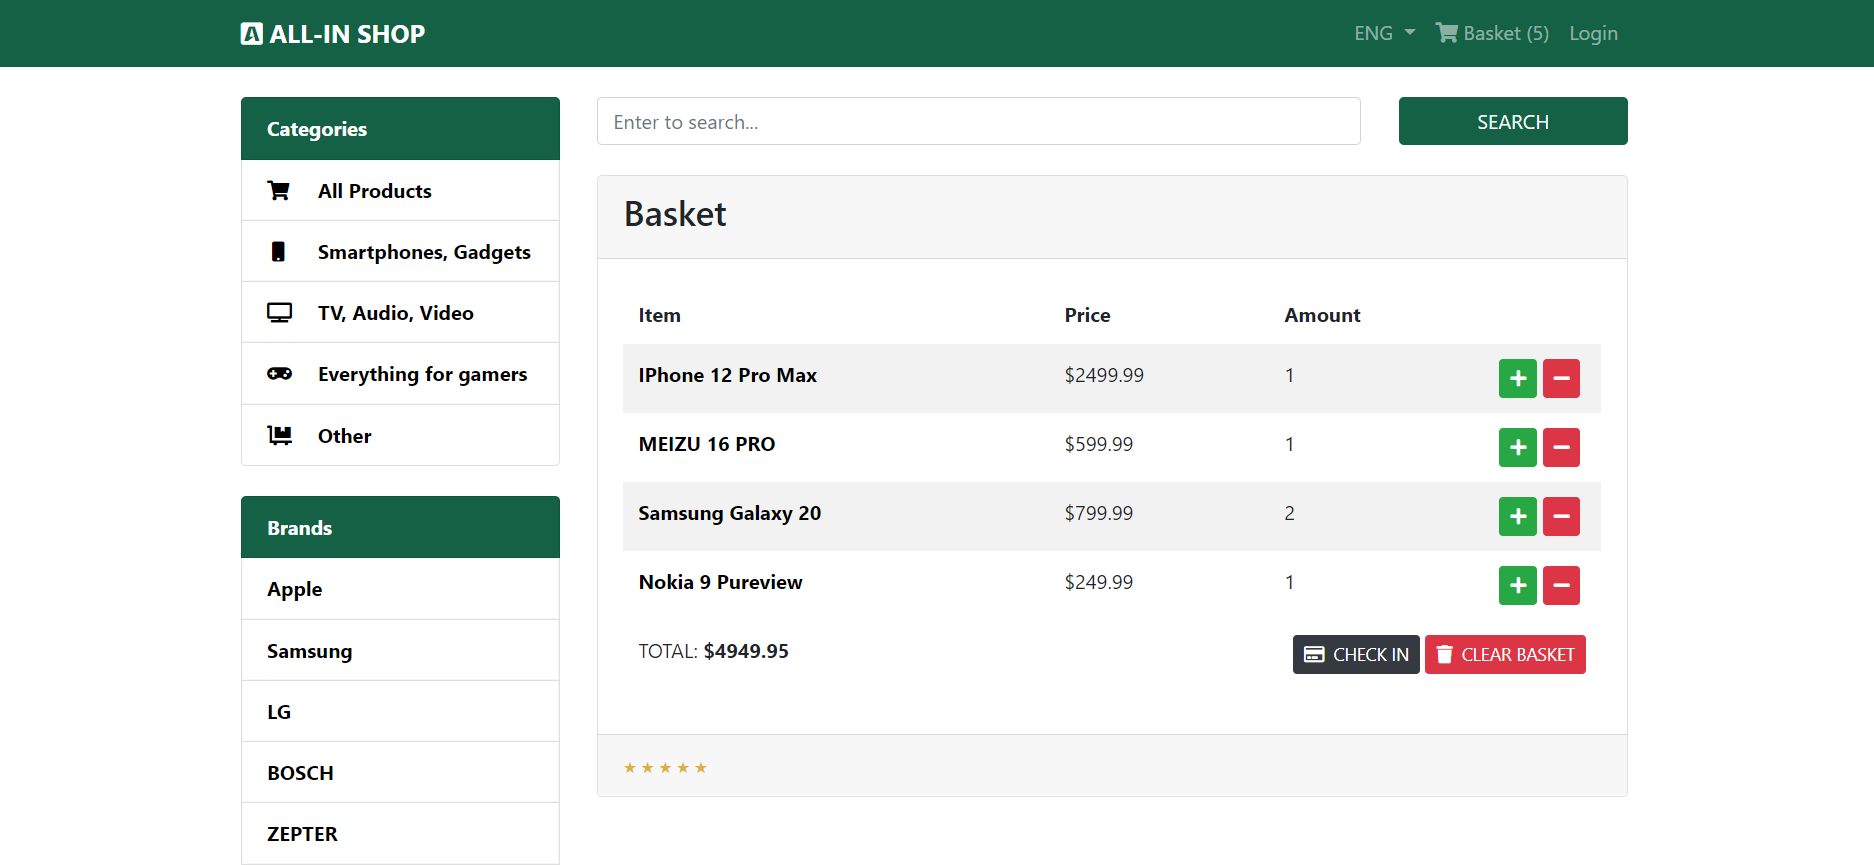 ALL-IN SHOP
ENG
Basket (5)
Login
Categories
All Products
Smartphones, Gadgets
TV, Audio, Video
Everything for gamers
Other
Brands
Apple
Samsung
LG
BOSCH
ZEPTER
Enter to search...
SEARCH
Basket
Item Price Amount
IPhone 12 Pro Max $2499.99 1
MEIZU 16 PRO $599.99 1
Samsung Galaxy 20 $799.99 2
Nokia 9 Pureview $249.99 1
TOTAL: $4949.95
CHECK IN
CLEAR BASKET